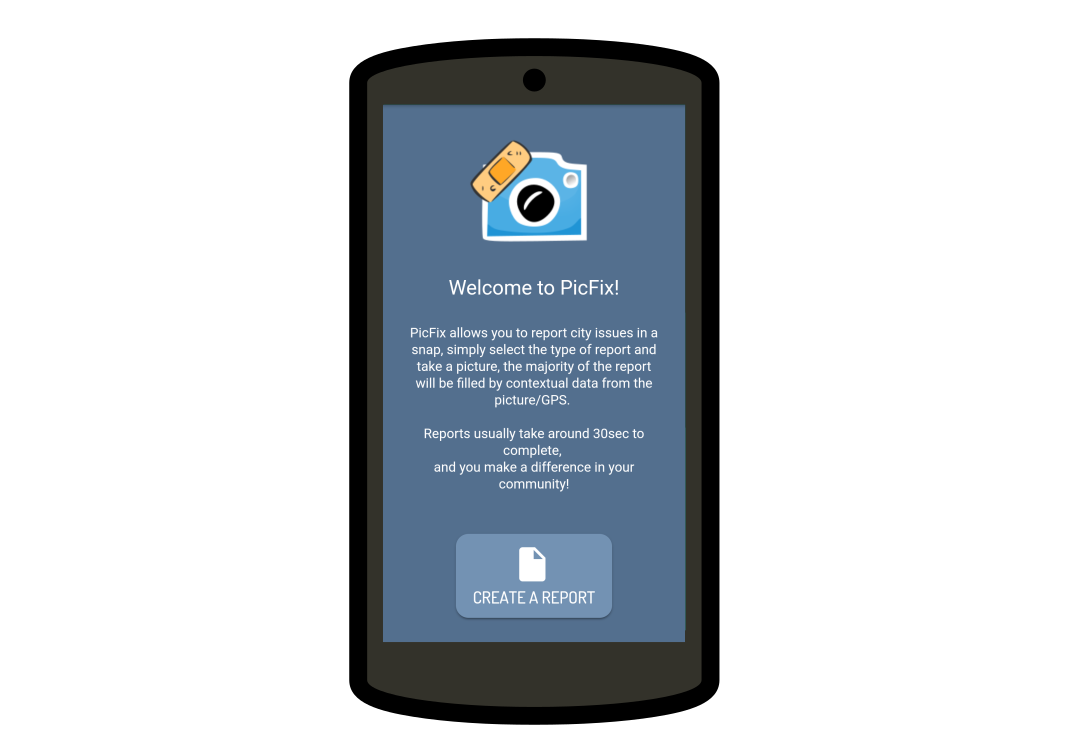 Welcome to PicFix!
PicFix allows you to report city issues in a
snap, simply select the type of report and
take a picture, the majority of the report
will be filled by contextual data from the
picture/GPS.
Reports usually take around 30sec to
complete,
and you make a difference in your
community!
CREATE A REPORT